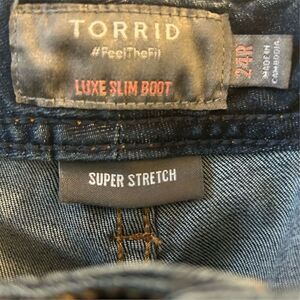 TORRID
#FeelTheFit
LUXE SLIM BOOT
24R
MADE IN
CAMBODIA
SUPER STRETCH